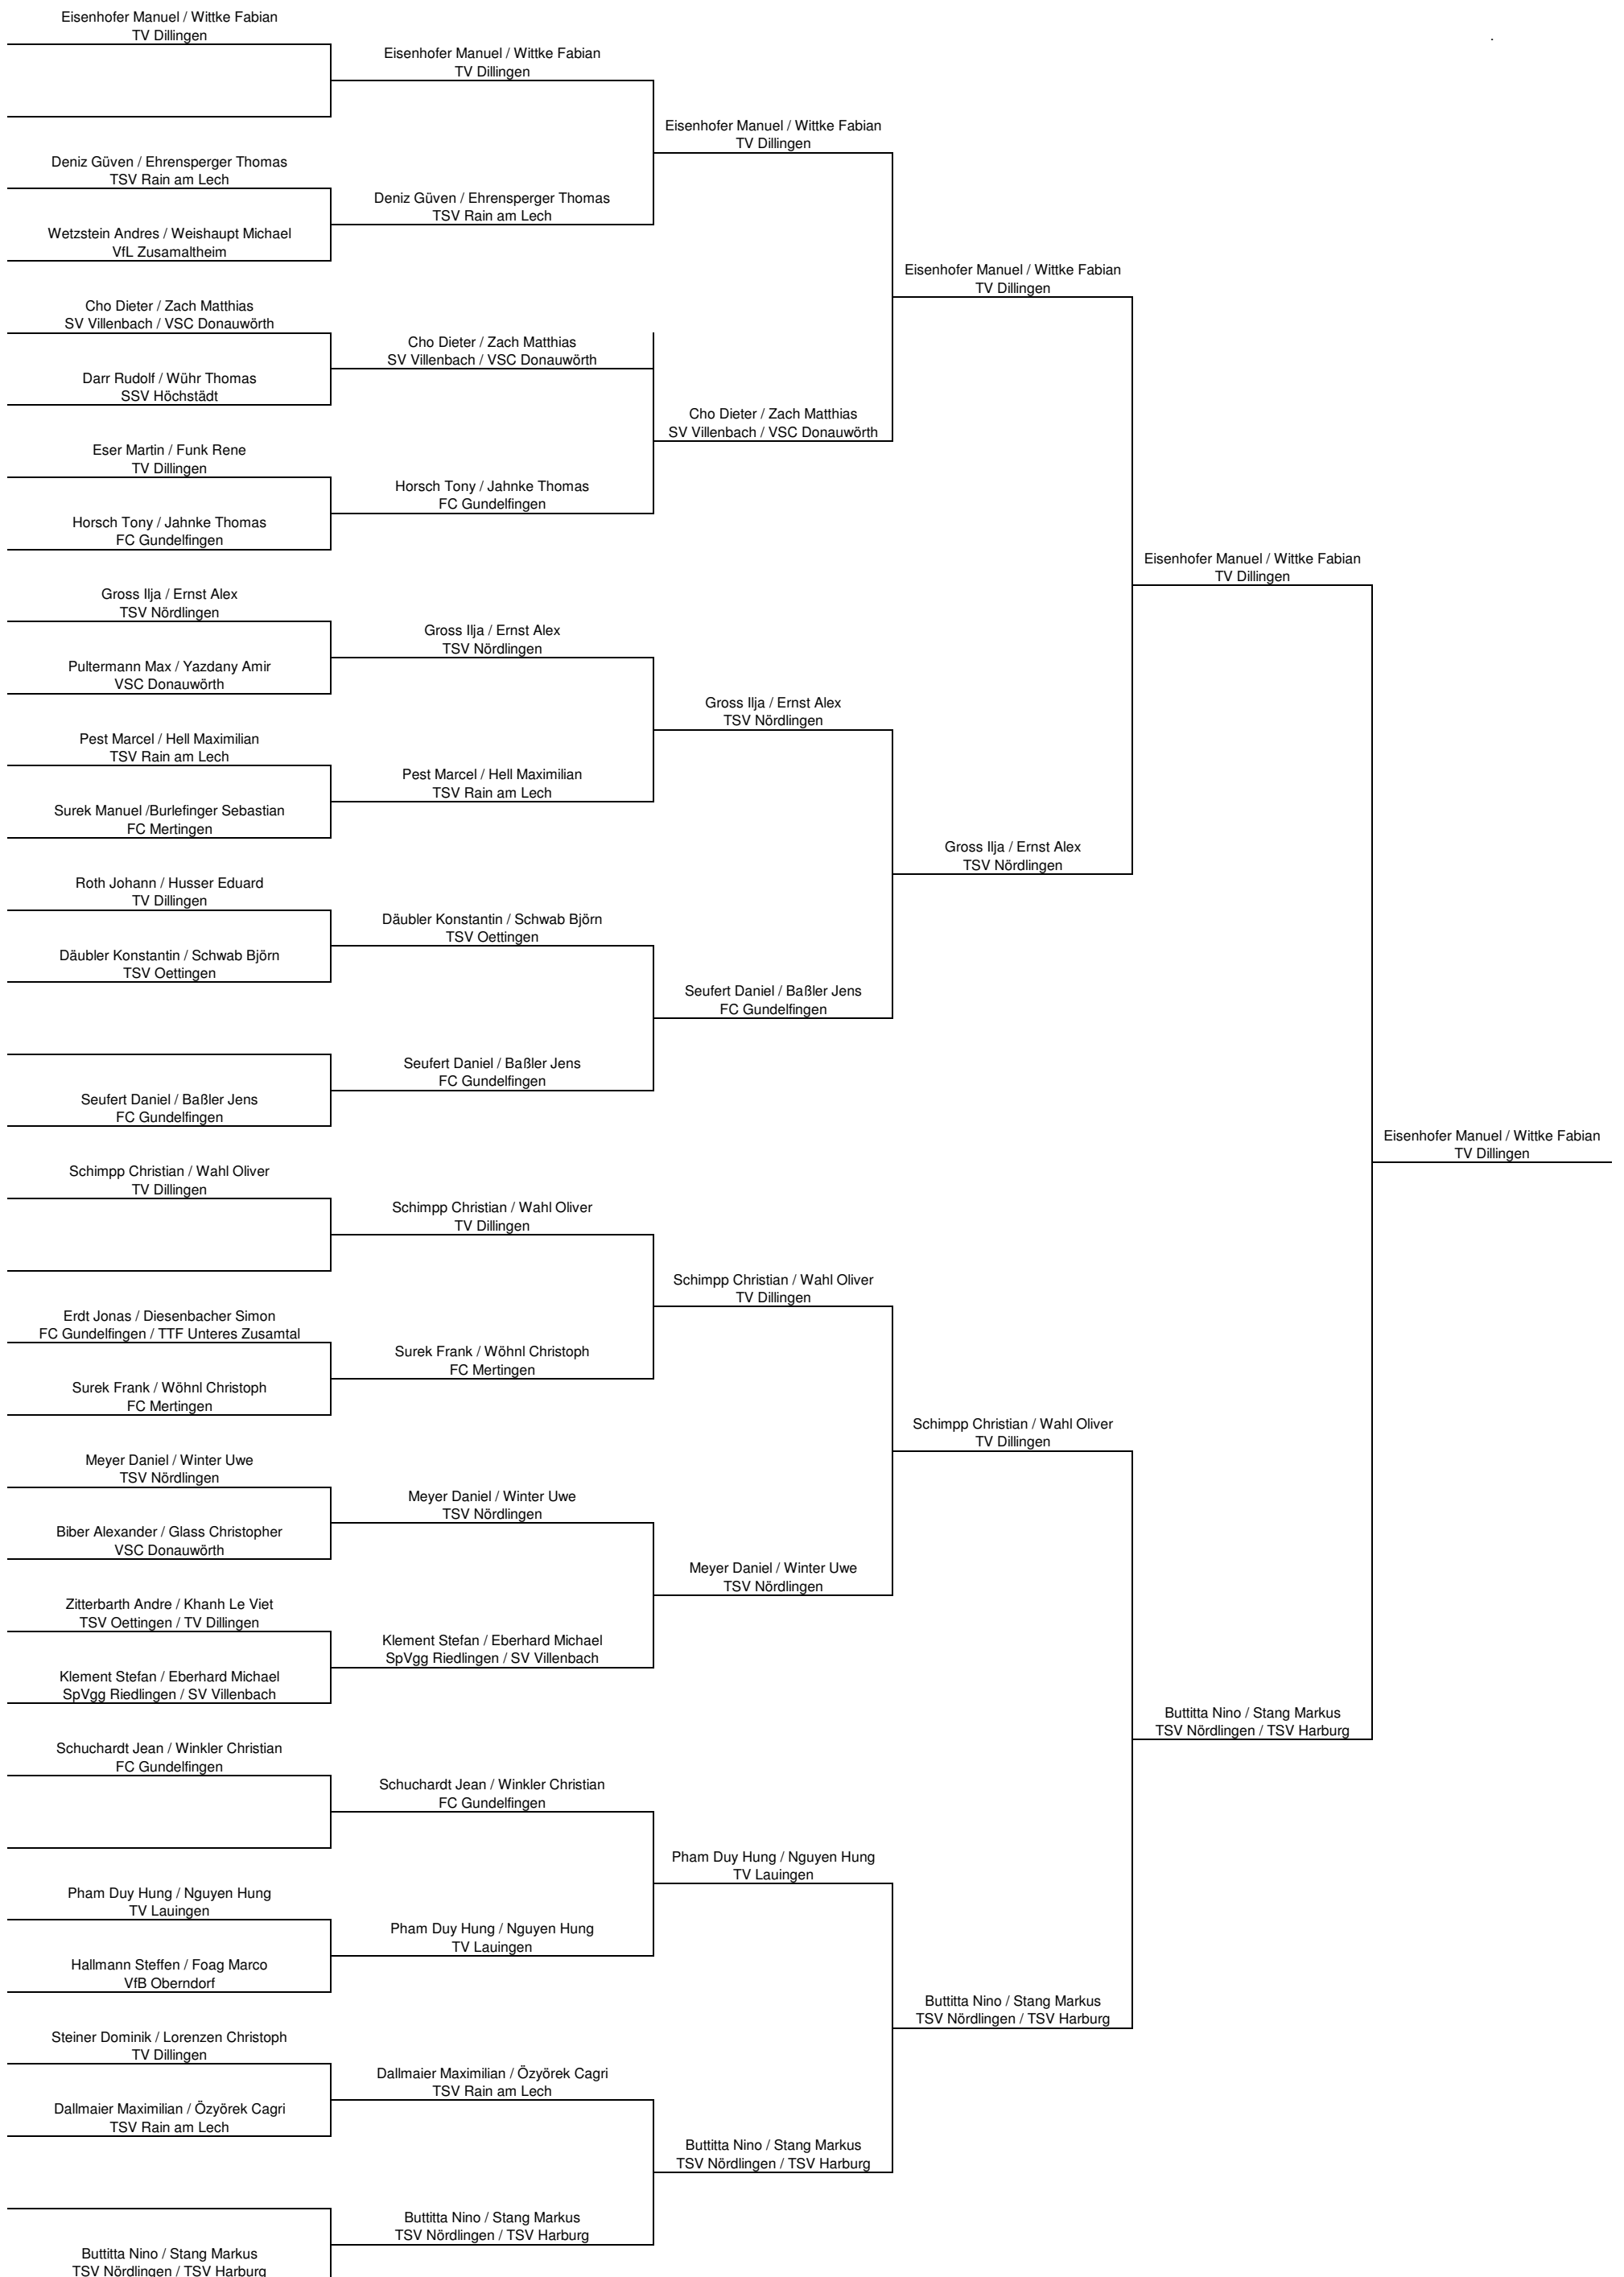 Eisenhofer Manuel / Wittke Fabian
TV Dillingen
Deniz Güven / Ehrensperger Thomas
TSV Rain am Lech
Wetzstein Andres / Weishaupt Michael
VfL Zusamaltheim
Cho Dieter / Zach Matthias
SV Villenbach / VSC Donauwörth
Darr Rudolf / Wühr Thomas
SSV Höchstädt
Eser Martin / Funk Rene
TV Dillingen
Horsch Tony / Jahnke Thomas
FC Gundelfingen
Gross Ilja / Ernst Alex
TSV Nördlingen
Pultermann Max / Yazdany Amir
VSC Donauwörth
Pest Marcel / Hell Maximilian
TSV Rain am Lech
Surek Manuel /Burlefinger Sebastian
FC Mertingen
Roth Johann / Husser Eduard
TV Dillingen
Däubler Konstantin / Schwab Björn
TSV Oettingen
Seufert Daniel / Baßler Jens
FC Gundelfingen
Schimpp Christian / Wahl Oliver
TV Dillingen
Erdt Jonas / Diesenbacher Simon
FC Gundelfingen / TTF Unteres Zusamtal
Surek Frank / Wöhnl Christoph
FC Mertingen
Meyer Daniel / Winter Uwe
TSV Nördlingen
Biber Alexander / Glass Christopher
VSC Donauwörth
Zitterbarth Andre / Khanh Le Viet
TSV Oettingen / TV Dillingen
Klement Stefan / Eberhard Michael
SpVgg Riedlingen / SV Villenbach
Schuchardt Jean / Winkler Christian
FC Gundelfingen
Pham Duy Hung / Nguyen Hung
TV Lauingen
Hallmann Steffen / Foag Marco
VfB Oberndorf
Steiner Dominik / Lorenzen Christoph
TV Dillingen
Dallmaier Maximilian / Özyörek Cagri
TSV Rain am Lech
Buttitta Nino / Stang Markus
TSV Nördlingen / TSV Harburg
Eisenhofer Manuel / Wittke Fabian
TV Dillingen
Deniz Güven / Ehrensperger Thomas
TSV Rain am Lech
Cho Dieter / Zach Matthias
SV Villenbach / VSC Donauwörth
Horsch Tony / Jahnke Thomas
FC Gundelfingen
Gross Ilja / Ernst Alex
TSV Nördlingen
Pest Marcel / Hell Maximilian
TSV Rain am Lech
Däubler Konstantin / Schwab Björn
TSV Oettingen
Seufert Daniel / Baßler Jens
FC Gundelfingen
Schimpp Christian / Wahl Oliver
TV Dillingen
Surek Frank / Wöhnl Christoph
FC Mertingen
Meyer Daniel / Winter Uwe
TSV Nördlingen
Klement Stefan / Eberhard Michael
SpVgg Riedlingen / SV Villenbach
Schuchardt Jean / Winkler Christian
FC Gundelfingen
Pham Duy Hung / Nguyen Hung
TV Lauingen
Dallmaier Maximilian / Özyörek Cagri
TSV Rain am Lech
Buttitta Nino / Stang Markus
TSV Nördlingen / TSV Harburg
Eisenhofer Manuel / Wittke Fabian
TV Dillingen
Cho Dieter / Zach Matthias
SV Villenbach / VSC Donauwörth
Gross Ilja / Ernst Alex
TSV Nördlingen
Seufert Daniel / Baßler Jens
FC Gundelfingen
Schimpp Christian / Wahl Oliver
TV Dillingen
Meyer Daniel / Winter Uwe
TSV Nördlingen
Pham Duy Hung / Nguyen Hung
TV Lauingen
Buttitta Nino / Stang Markus
TSV Nördlingen / TSV Harburg
Eisenhofer Manuel / Wittke Fabian
TV Dillingen
Gross Ilja / Ernst Alex
TSV Nördlingen
Schimpp Christian / Wahl Oliver
TV Dillingen
Buttitta Nino / Stang Markus
TSV Nördlingen / TSV Harburg
Eisenhofer Manuel / Wittke Fabian
TV Dillingen
Buttitta Nino / Stang Markus
TSV Nördlingen / TSV Harburg
Eisenhofer Manuel / Wittke Fabian
TV Dillingen